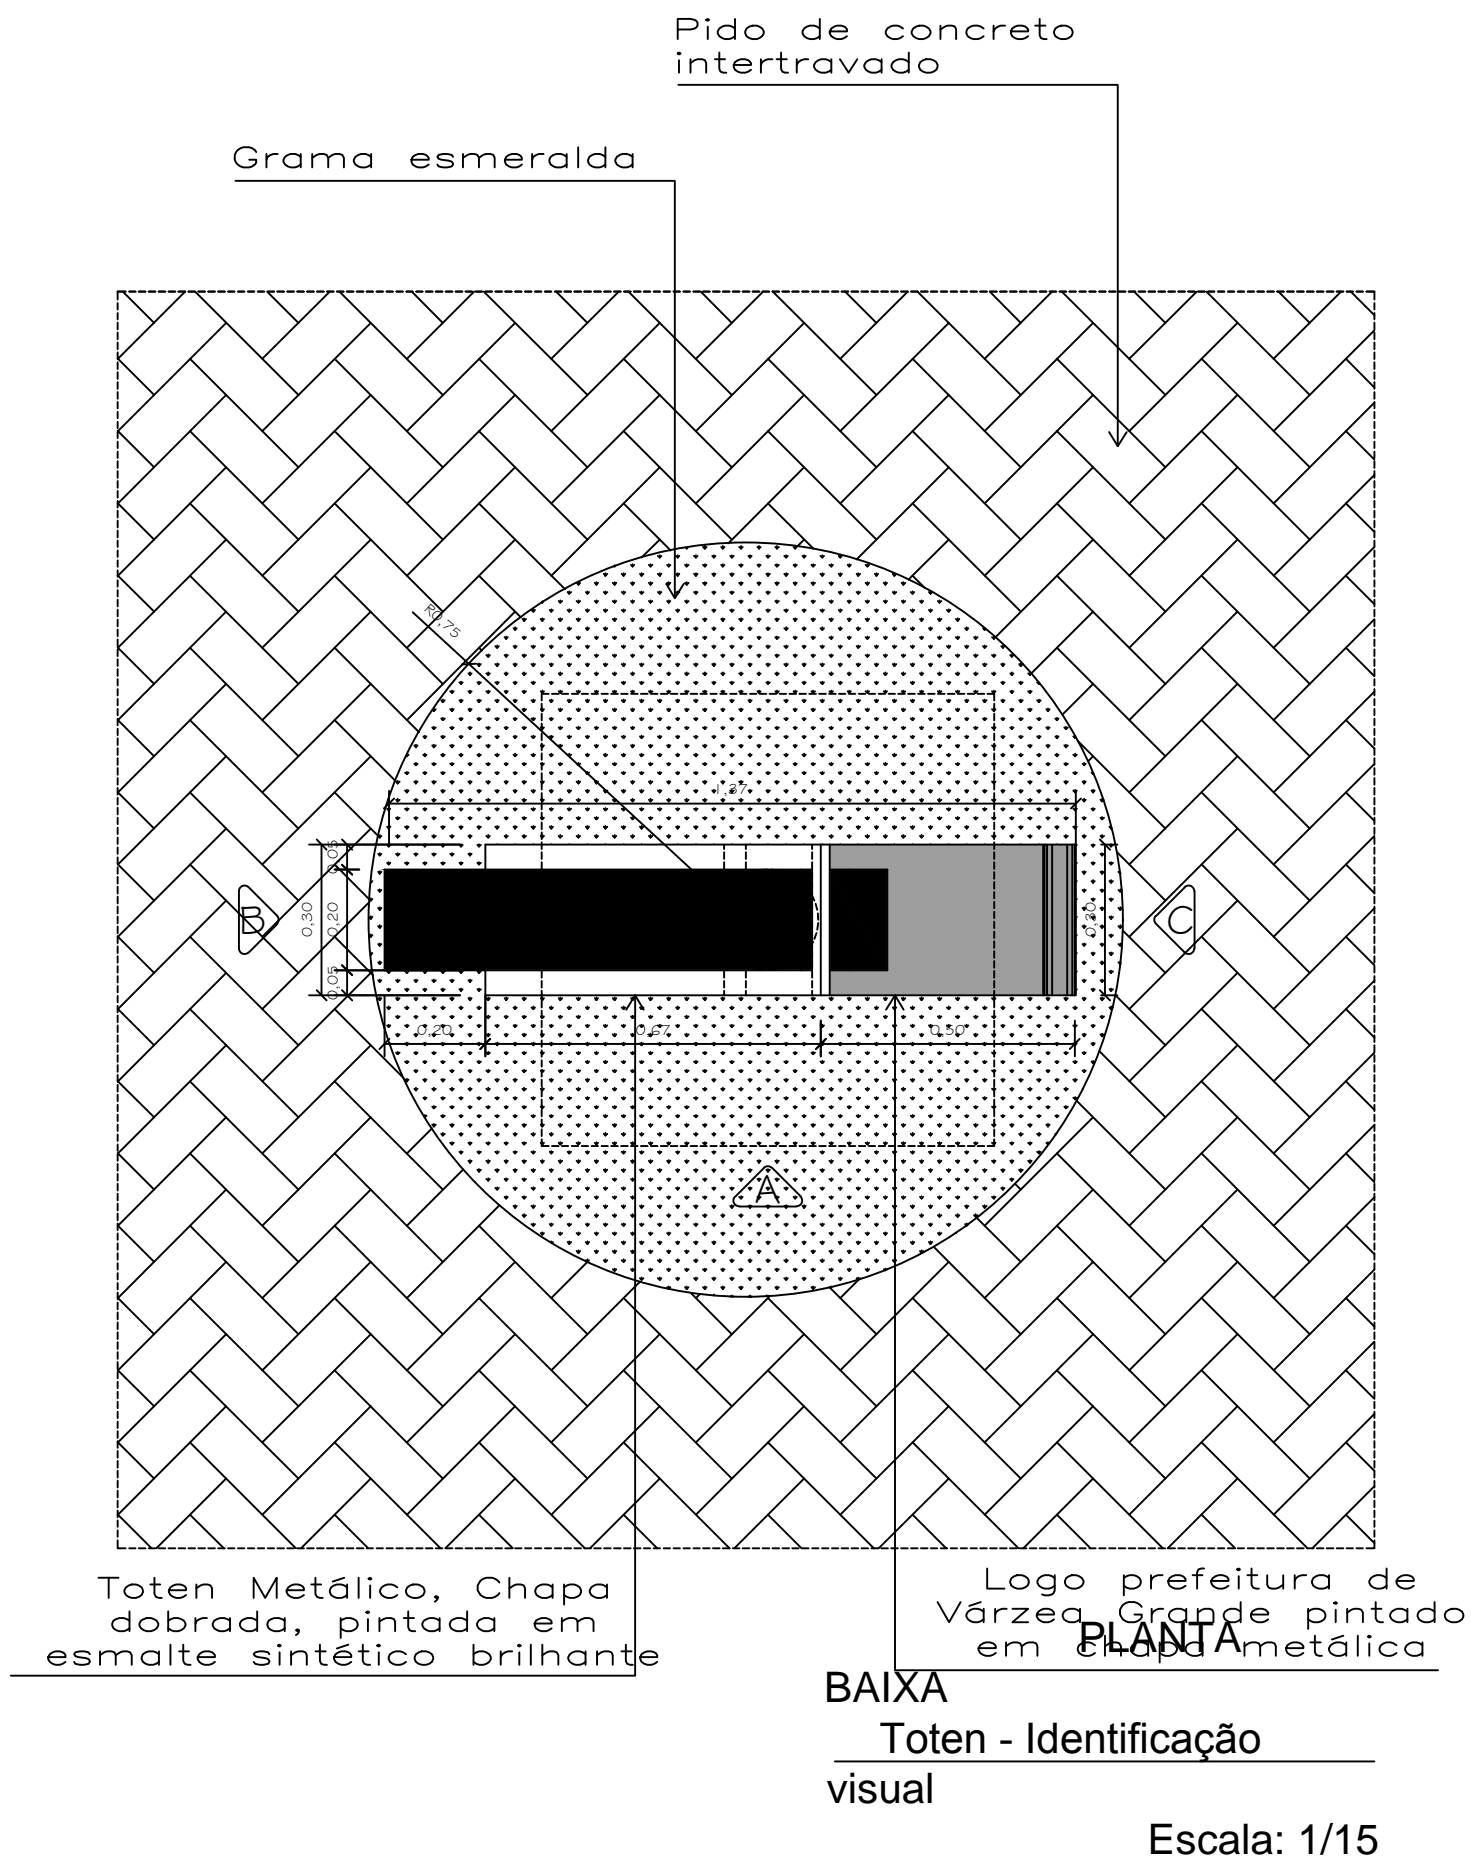 Pido de concreto
intertravado
Grama esmeralda
R0,75
1,37
0,05
0,30
0,20
0,05
B
C
0,30
0,20
0,67
0,50
A
Toten Metálico, Chapa
dobrada, pintada em
esmalte sintético brilhante
Logo prefeitura de
Várzea Grande pintado
em chapa metálica
PLANTA
BAIXA
Toten - Identificação
visual
Escala: 1/15